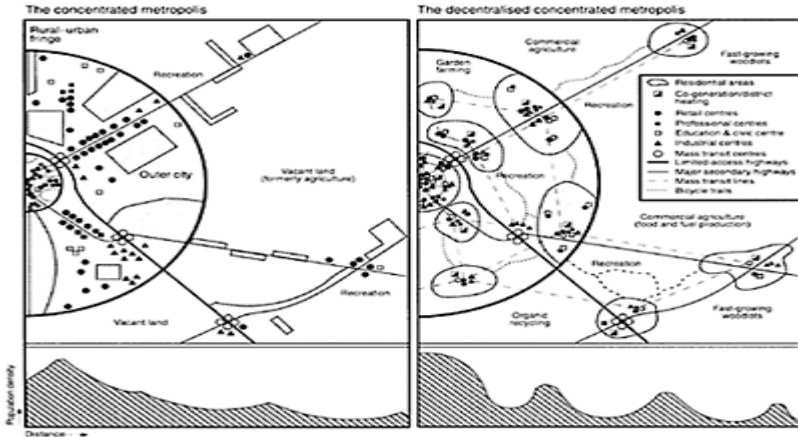 The concentrated metropolis
Rural-urban
fringe
Recreation
Outer city
Vacant land
(formerly agriculture)
Recreation
Vacant land
Population density
Distance
The decentralised concentrated metropolis
Commercial
agriculture
Fast-growing
woodlots
Garden
farming
Recreation
Residential areas
Co-generation/district
heating
Retail centres
Professional centres
Education & civic centre
Industrial centres
Mass transit centres
Limited access highways
Major secondary highways
Mass transit lines
Bicycle trails
Recreation
Commercial agriculture
(food and fuel production)
Recreation
Organic
recycling
Fast-growing
woodlots